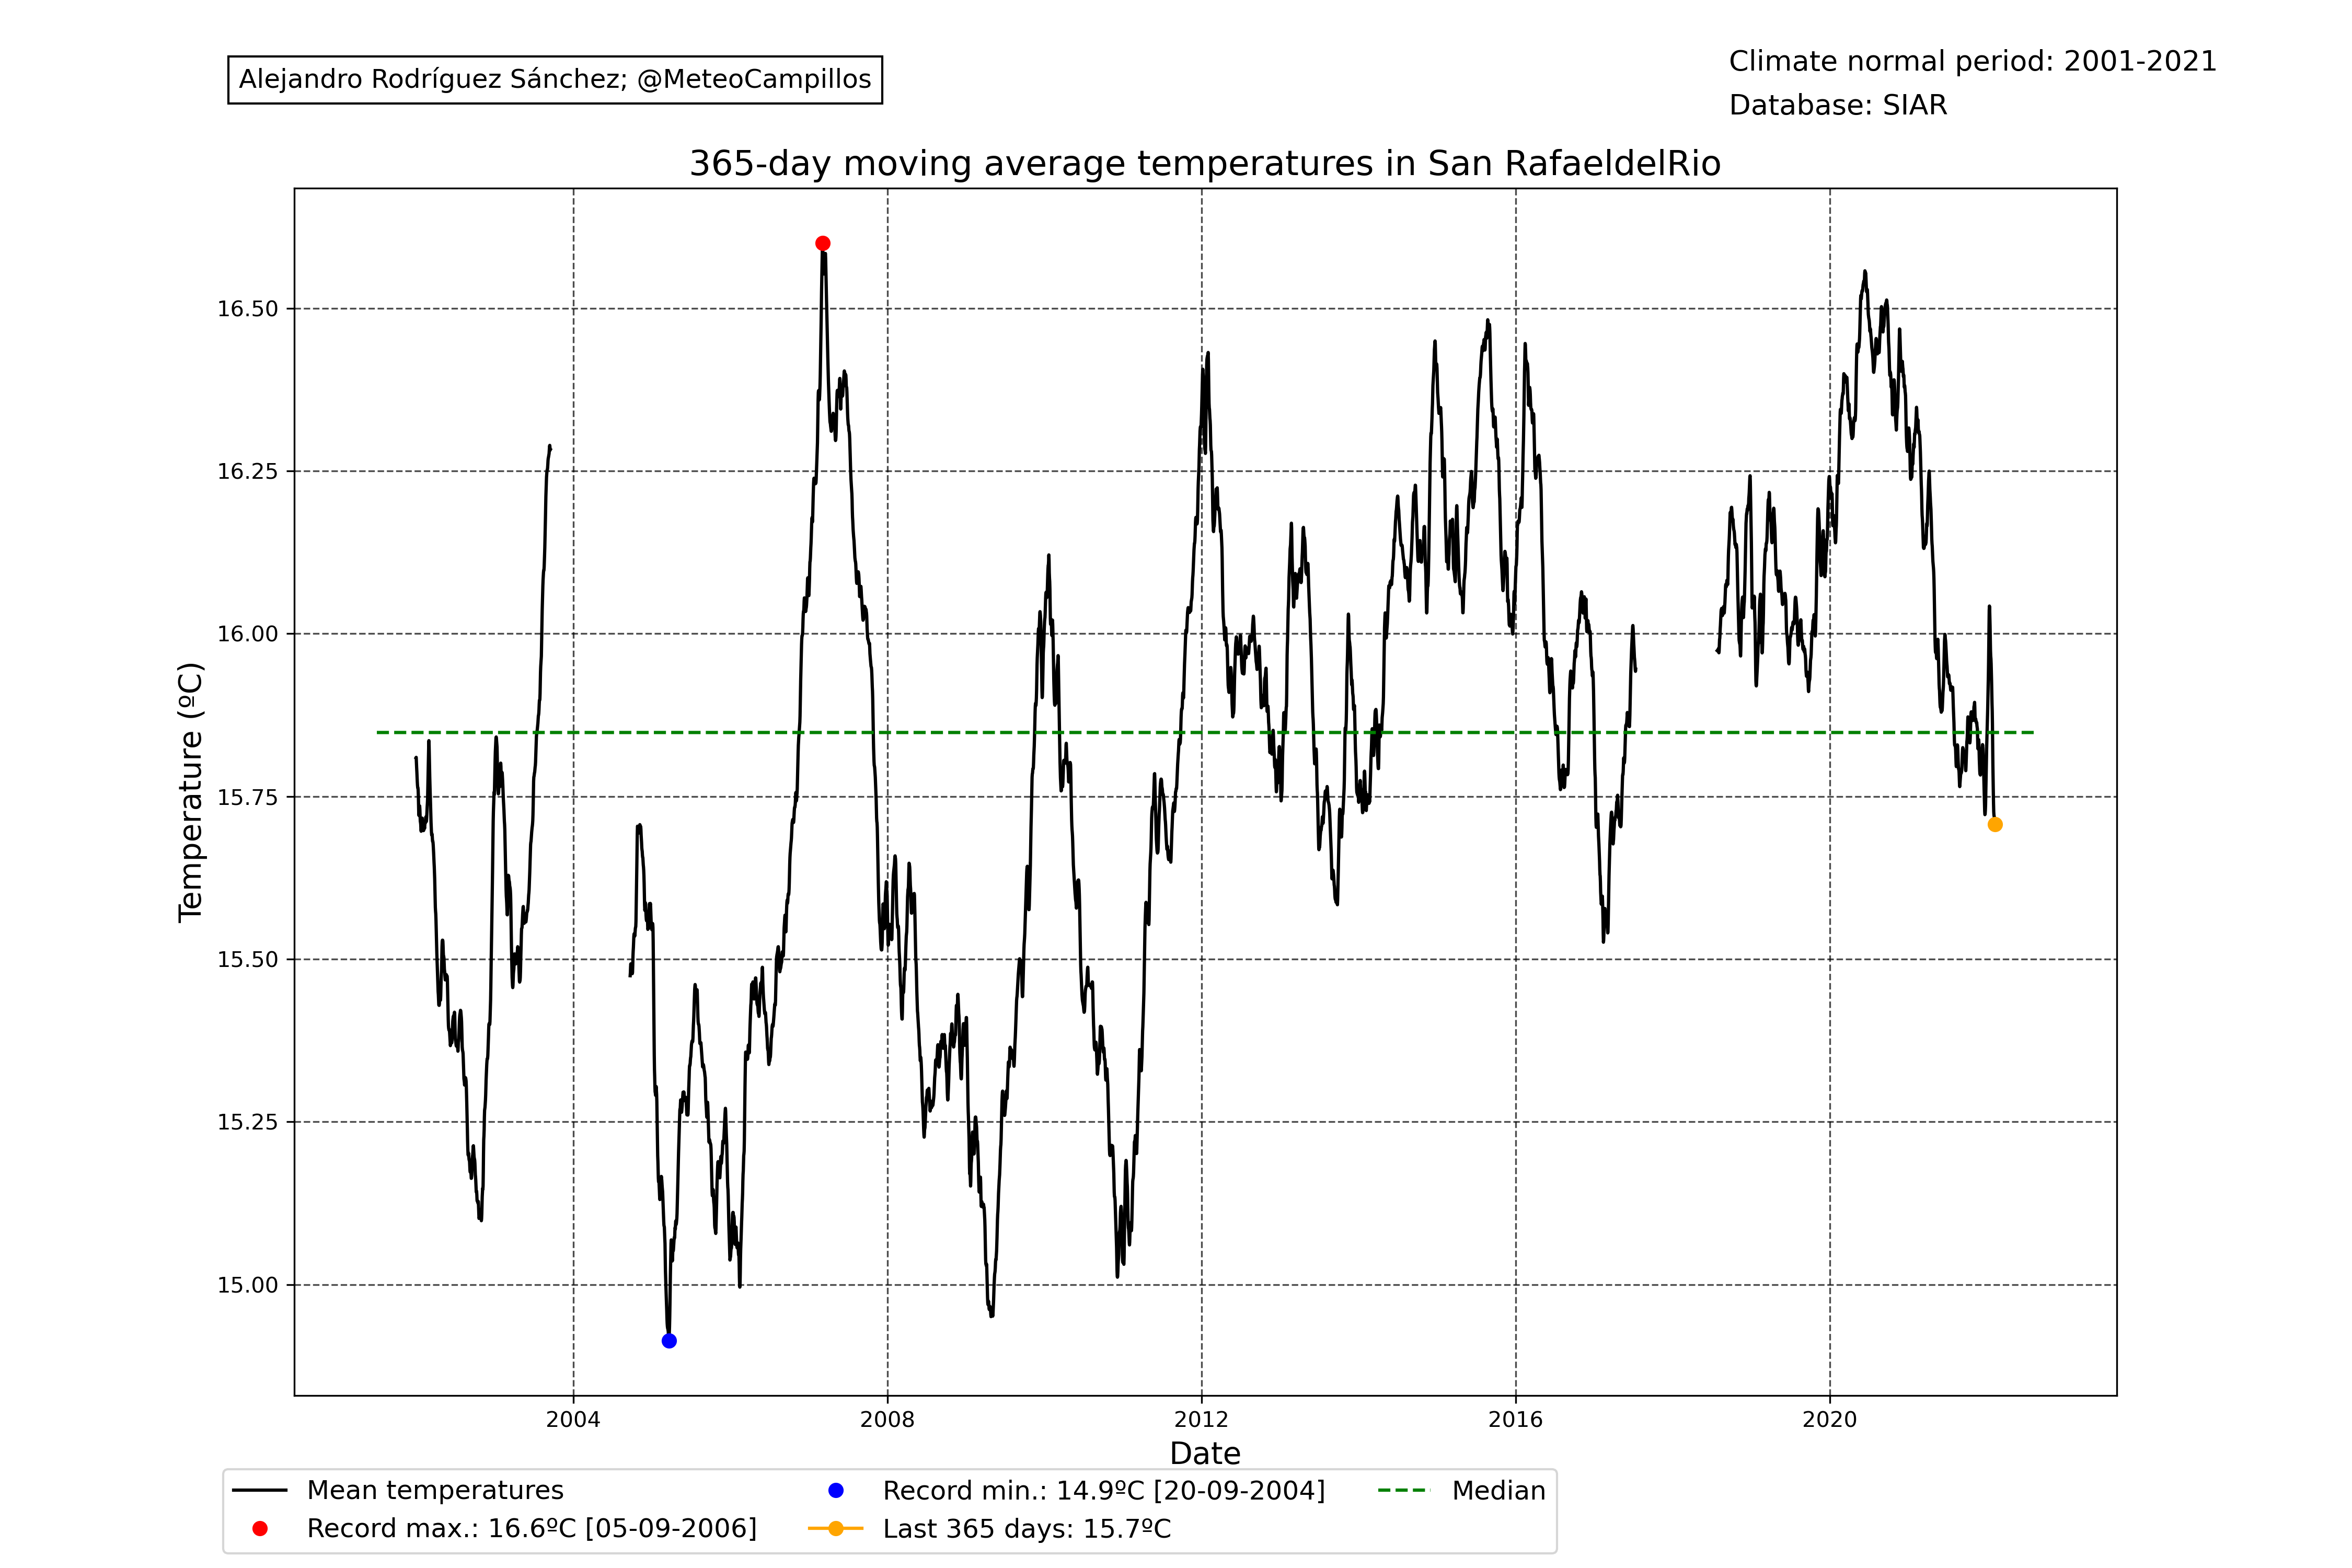 Alejandro Rodríguez Sánchez; @MeteoCampillos
Climate normal period: 2001-2021
Database: SIAR
365-day moving average temperatures in San RafaeldelRio
Temperature (ºC)
16.50
16.25
16.00
15.75
15.50
15.25
15.00
2004
2008
2012
2016
2020
Date
Mean temperatures
Record max.: 16.6ºC [05-09-2006]
Record min.: 14.9ºC [20-09-2004]
Last 365 days: 15.7ºC
Median